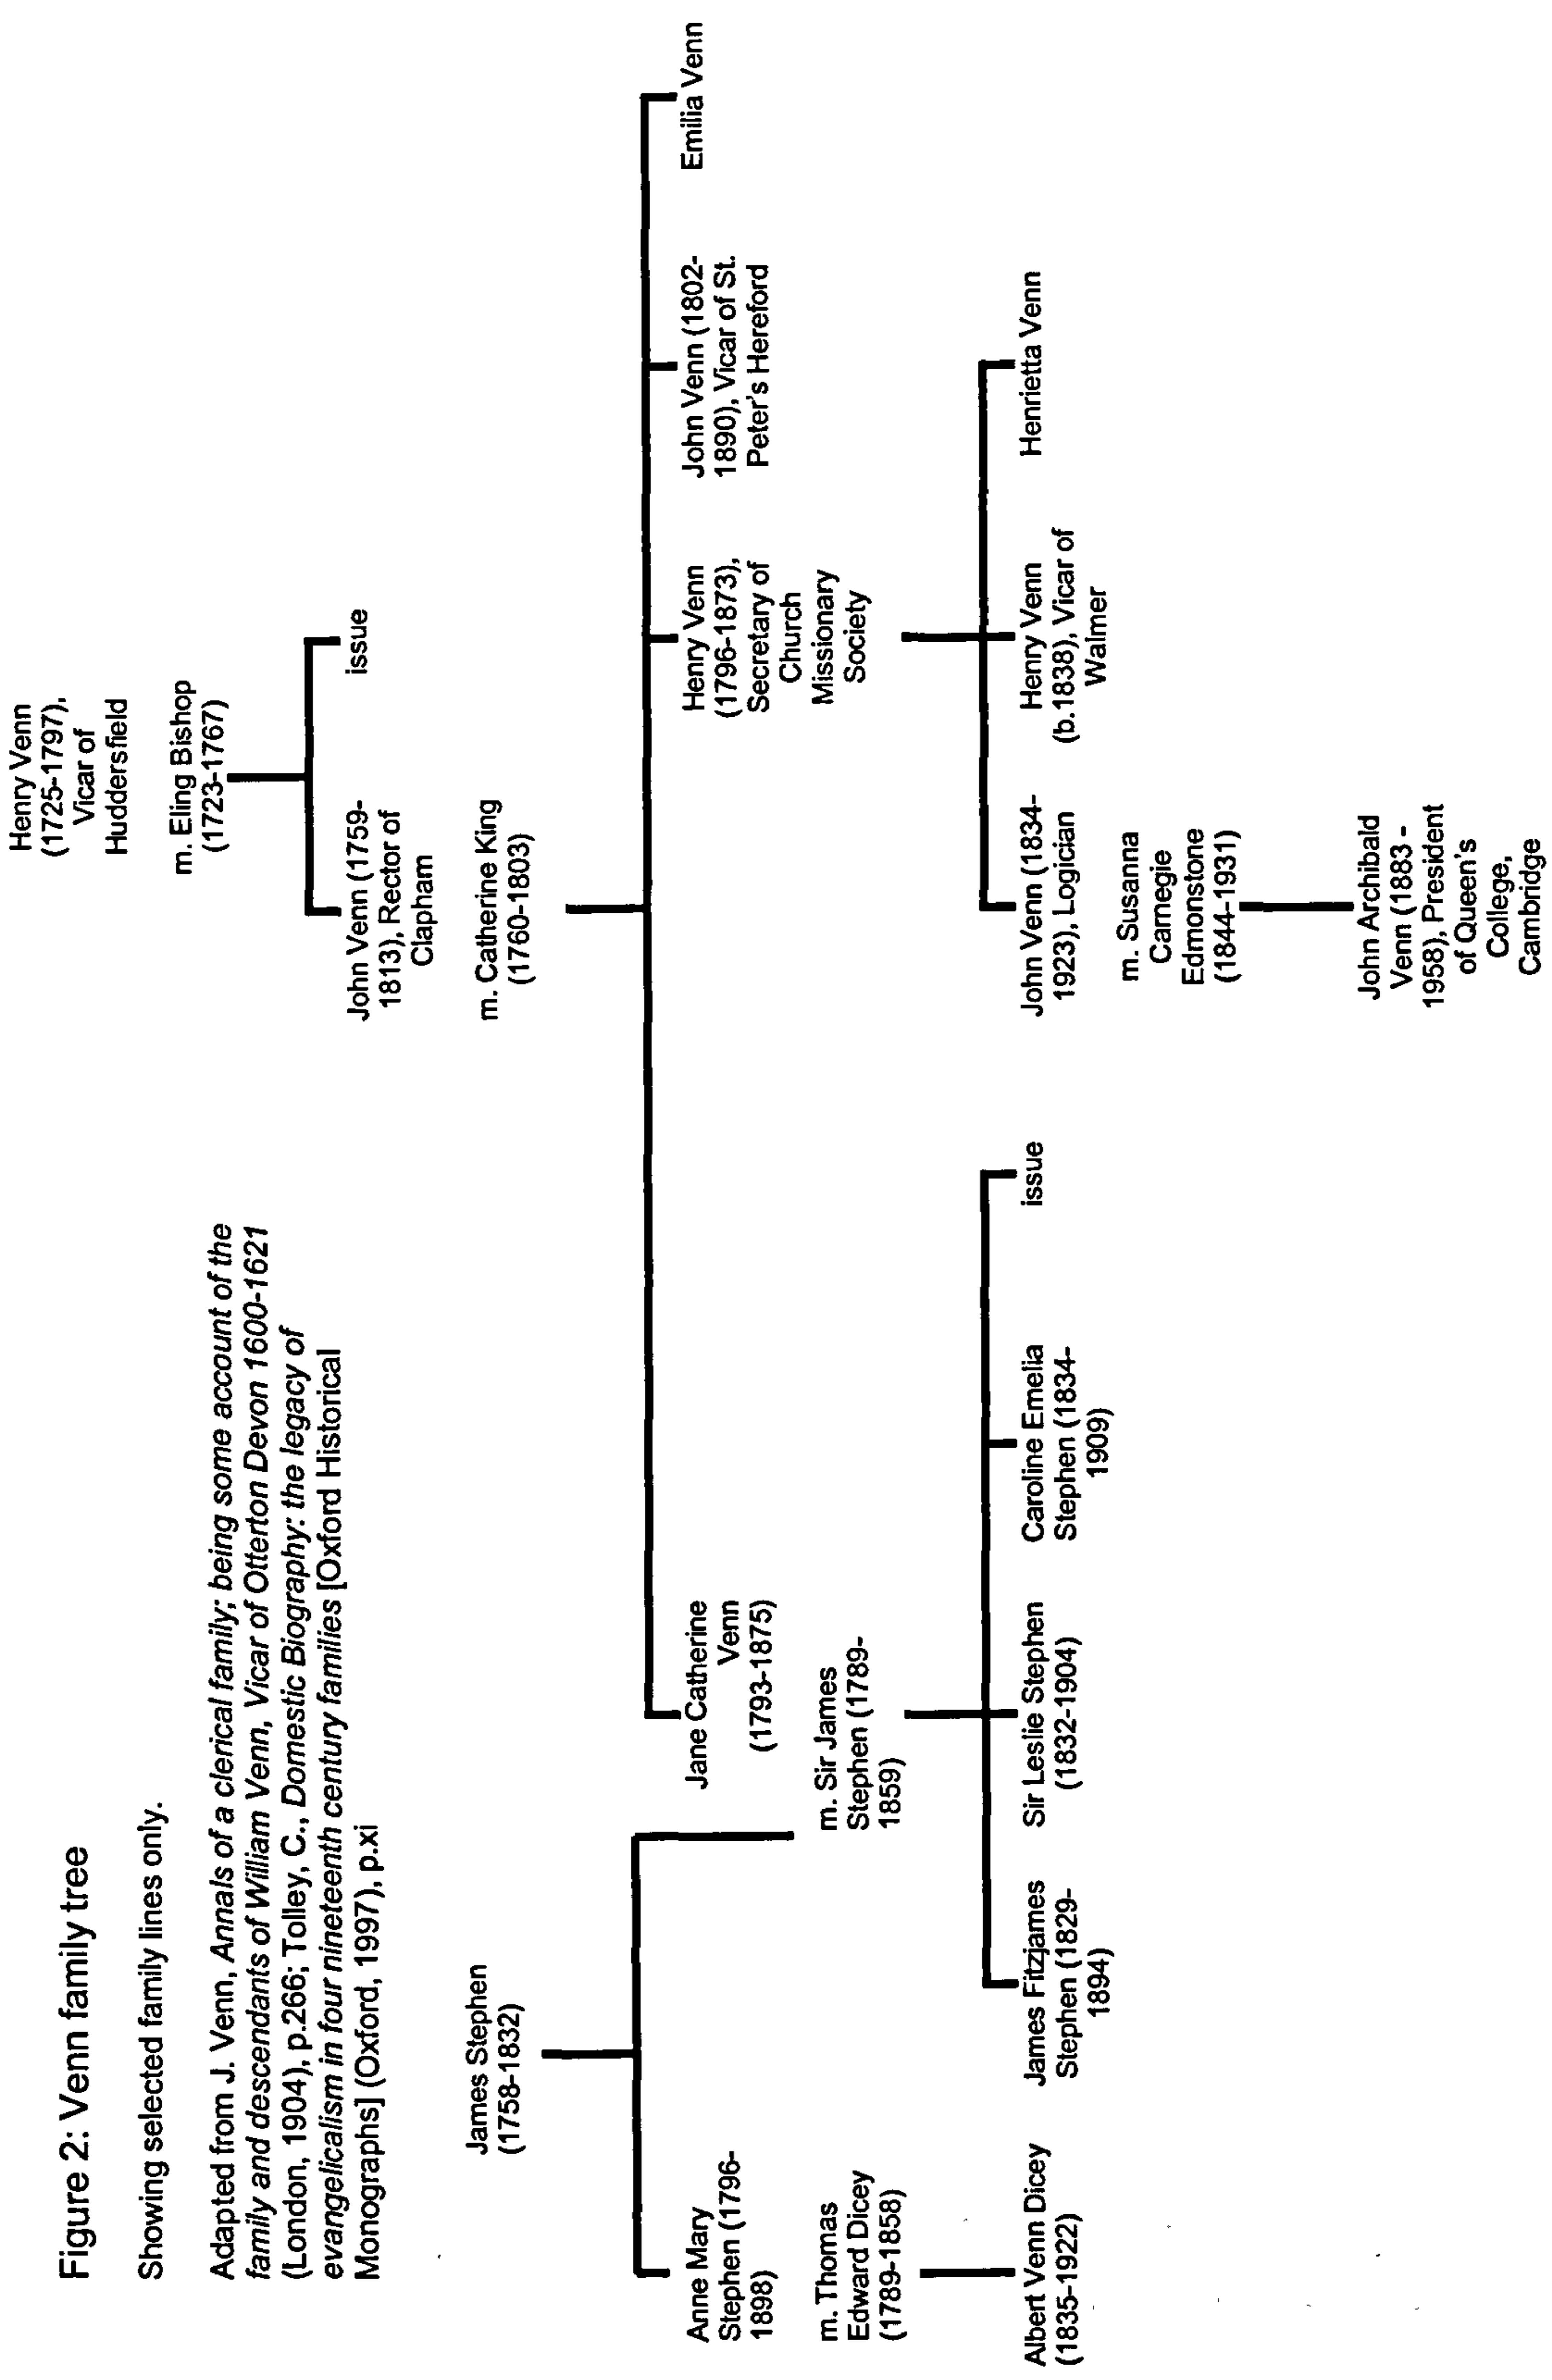 Figure 2: Venn family tree
Showing selected family lines only.
Adapted from J. Venn, Annals of a clerical family; being some account of the
family and descendants of William Venn, Vicar of Otterton Devon 1600-1621
(London, 1904), p.266; Tolley, C., Domestic Biography: the legacy of
evangelicalism in four nineteenth century families [Oxford Historical
Monographs] (Oxford, 1997), p.xi
Henry Venn
(1725-1797),
Vicar of
Huddersfield
m. Eling Bishop
(1723-1767)
John Venn (1759-
1813), Rector of
Clapham
issue
m. Catherine King
(1760-1803)
James Stephen
(1758-1832)
Anne Mary
Stephen (1796-
1898)
m. Thomas
Edward Dicey
(1789-1858)
Jane Catherine
Venn
(1793-1875)
m. Sir James
Stephen (1789-
1859)
Henry Venn
(1796-1873),
Secretary of
Church
Missionary
Society
John Venn (1802-
1890), Vicar of St.
Peter's Hereford
Emilia Venn
Albert Venn Dicey
(1835-1922)
James Fitzjames
Stephen (1829-
1894)
Sir Leslie Stephen
(1832-1904)
Caroline Emelia
Stephen (1834-
1909)
issue
John Venn (1834-
1923), Logician
m. Susanna
Carnegie
Edmonstone
(1844-1931)
Henry Venn
(b.1838), Vicar of
Walmer
Henrietta Venn
John Archibald
Venn (1883 -
1958), President
of Queen's
College,
Cambridge